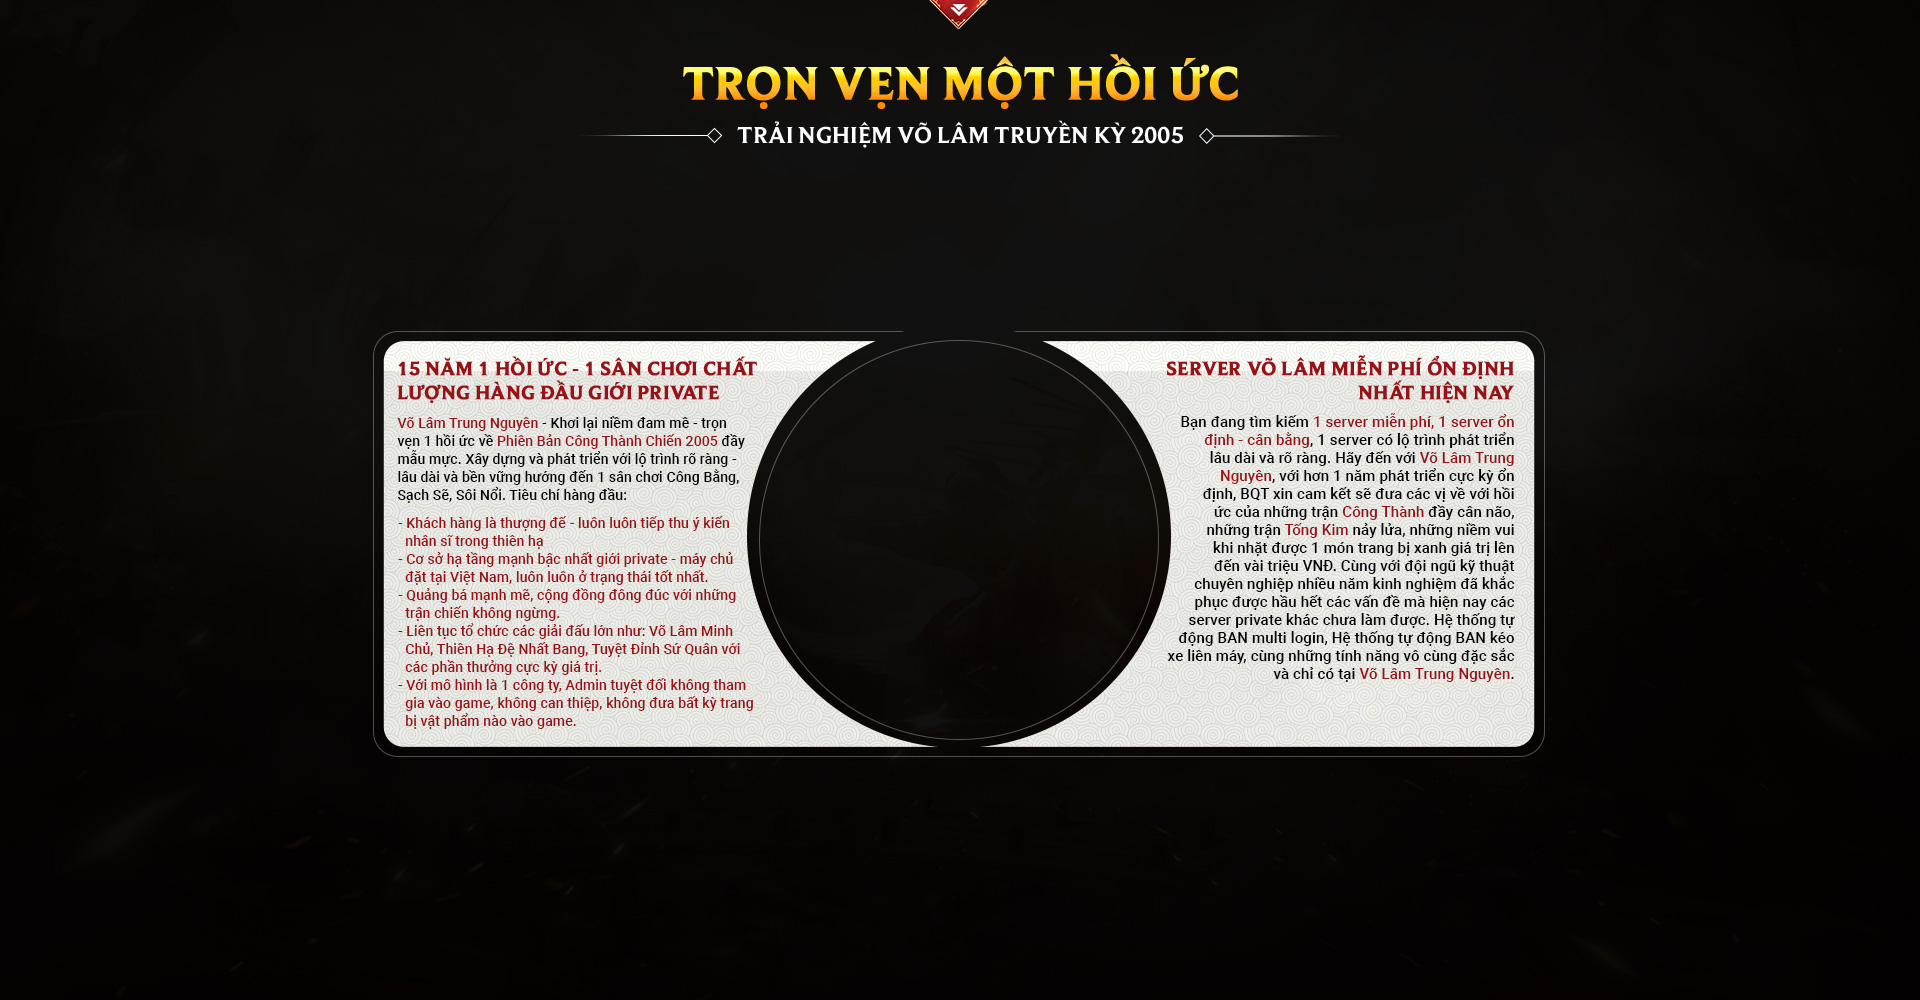 TRỌN VẸN MỘT HỒI ỨC
TRẢI NGHIỆM VÕ LÂM TRUYỀN KỲ 2005
15 NĂM 1 HỒI ỨC - 1 SÂN CHƠI CHẤT
LƯỢNG HÀNG ĐẦU GIỚI PRIVATE
Võ Lâm Trung Nguyên - Khơi lại niềm đam mê - trọn
vẹn 1 hồi ức về Phiên Bản Công Thành Chiến 2005 đầy
mẫu mực. Xây dựng và phát triển với lộ trình rõ ràng -
lâu dài và bền vững hướng đến 1 sân chơi Công Bằng,
Sạch Sẽ, Sôi Nổi. Tiêu chí hàng đầu:
- Khách hàng là thượng đế - luôn luôn tiếp thu ý kiến
nhân sĩ trong thiên hạ
- Cơ sở hạ tầng mạnh bậc nhất giới private - máy chủ
đặt tại Việt Nam, luôn luôn ở trạng thái tốt nhất.
- Quảng bá mạnh mẽ, cộng đồng đông đúc với những
trận chiến không ngừng.
- Liên tục tổ chức các giải đấu lớn như: Võ Lâm Minh
Chủ, Thiên Hạ Đệ Nhất Bang, Tuyệt Đỉnh Sứ Quân với
các phần thưởng cực kỳ giá trị.
- Với mô hình là 1 công ty, Admin tuyệt đối không tham
gia vào game, không can thiệp, không đưa bất kỳ trang
bị vật phẩm nào vào game.
SERVER VÕ LÂM MIỄN PHÍ ỔN ĐỊNH
NHẤT HIỆN NAY
Bạn đang tìm kiếm 1 server miễn phí, 1 server ổn
định - cân bằng, 1 server có lộ trình phát triển
lâu dài và rõ ràng. Hãy đến với Võ Lâm Trung
Nguyên, với hơn 1 năm phát triển cực kỳ ổn
định, BQT xin cam kết sẽ đưa các vị về với hồi
ức của những trận Công Thành đầy cân não,
những trận Tống Kim nảy lửa, những niềm vui
khi nhặt được 1 món trang bị xanh giá trị lên
đến vài triệu VNĐ. Cùng với đội ngũ kỹ thuật
chuyên nghiệp nhiều năm kinh nghiệm đã khắc
phục được hầu hết các vấn đề mà hiện nay các
server private khác chưa làm được. Hệ thống tự
động BAN multi login, Hệ thống tự động BAN kéo
xe liên máy, cùng những tính năng vô cùng đặc sắc
và chỉ có tại Võ Lâm Trung Nguyên.